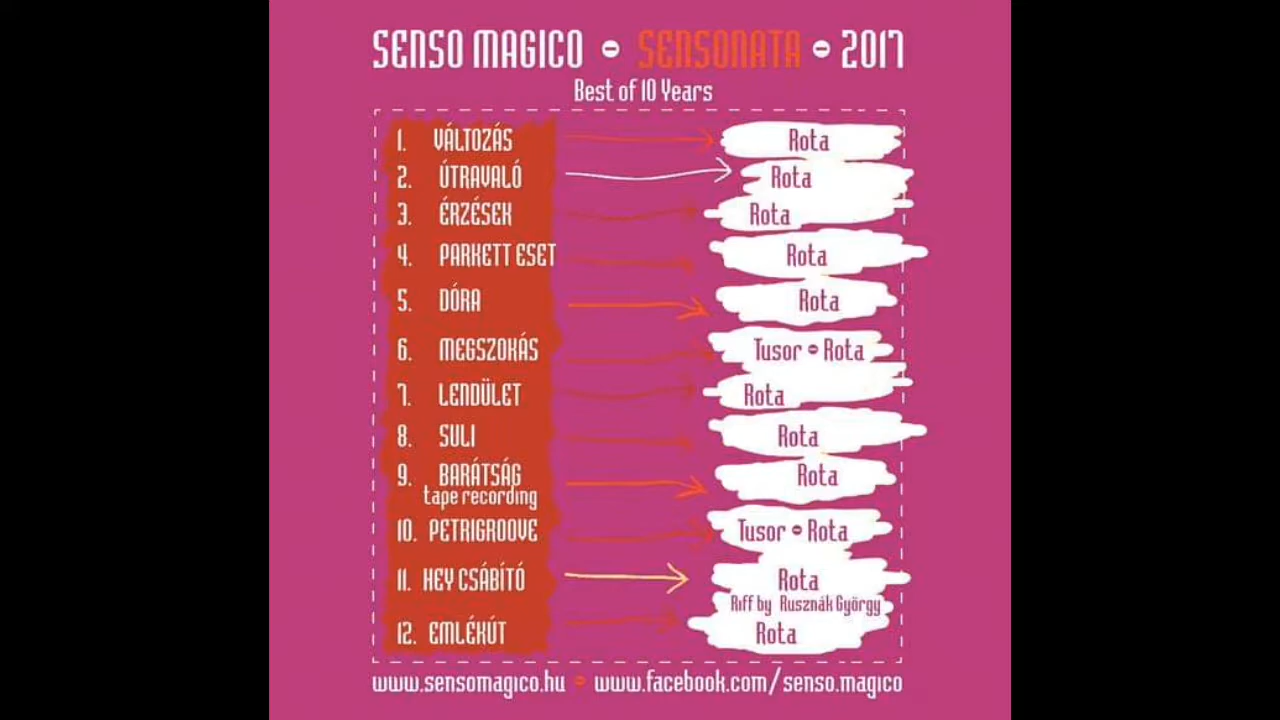 SENSO MAGICO - SENSONATA - 2017
Best of 10 Years
1. VÁLTOZÁS Rota
2. ÚTRAVALÓ Rota
3. ÉRZÉSEK Rota
4. PARKETT ESET Rota
5. DÓRA Rota
6. MEGSZOKÁS Tusor - Rota
7. LENDÜLET Rota
8. SULI Rota
9. BARÁTSÁG Rota
tape recording
10. PETRIGROOVE Tusor - Rota
11. HEY CSÁBÍTÓ Rota
Riff by Rusznák György
12. EMLÉKÚT Rota
www.sensomagico.hu - www.facebook.com/senso.magico